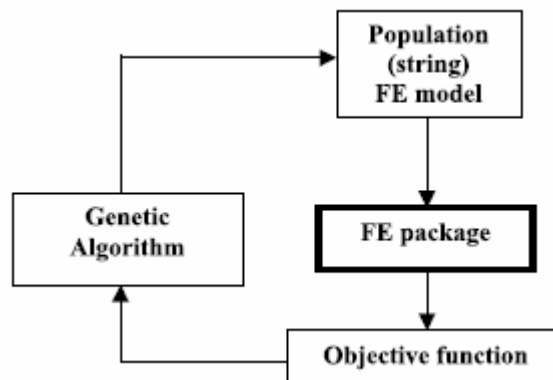 Population
(string)
FE model
Genetic
Algorithm
FE package
Objective function